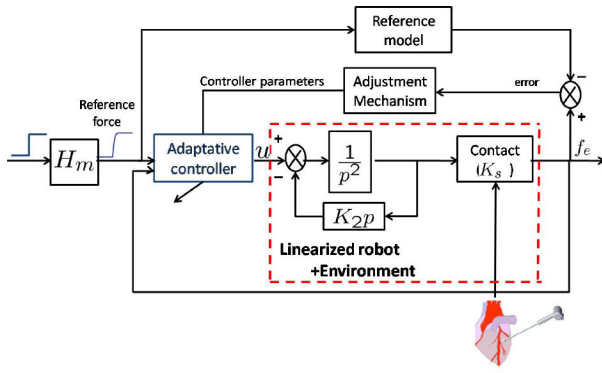 Reference
model
−
Controller parameters
Adjustment
Mechanism
error
+
Reference
force
H_m
Adaptative
controller
u
+
−
1
p²
Contact
(K_s )
f_e
K_2p
Linearized robot
+Environment